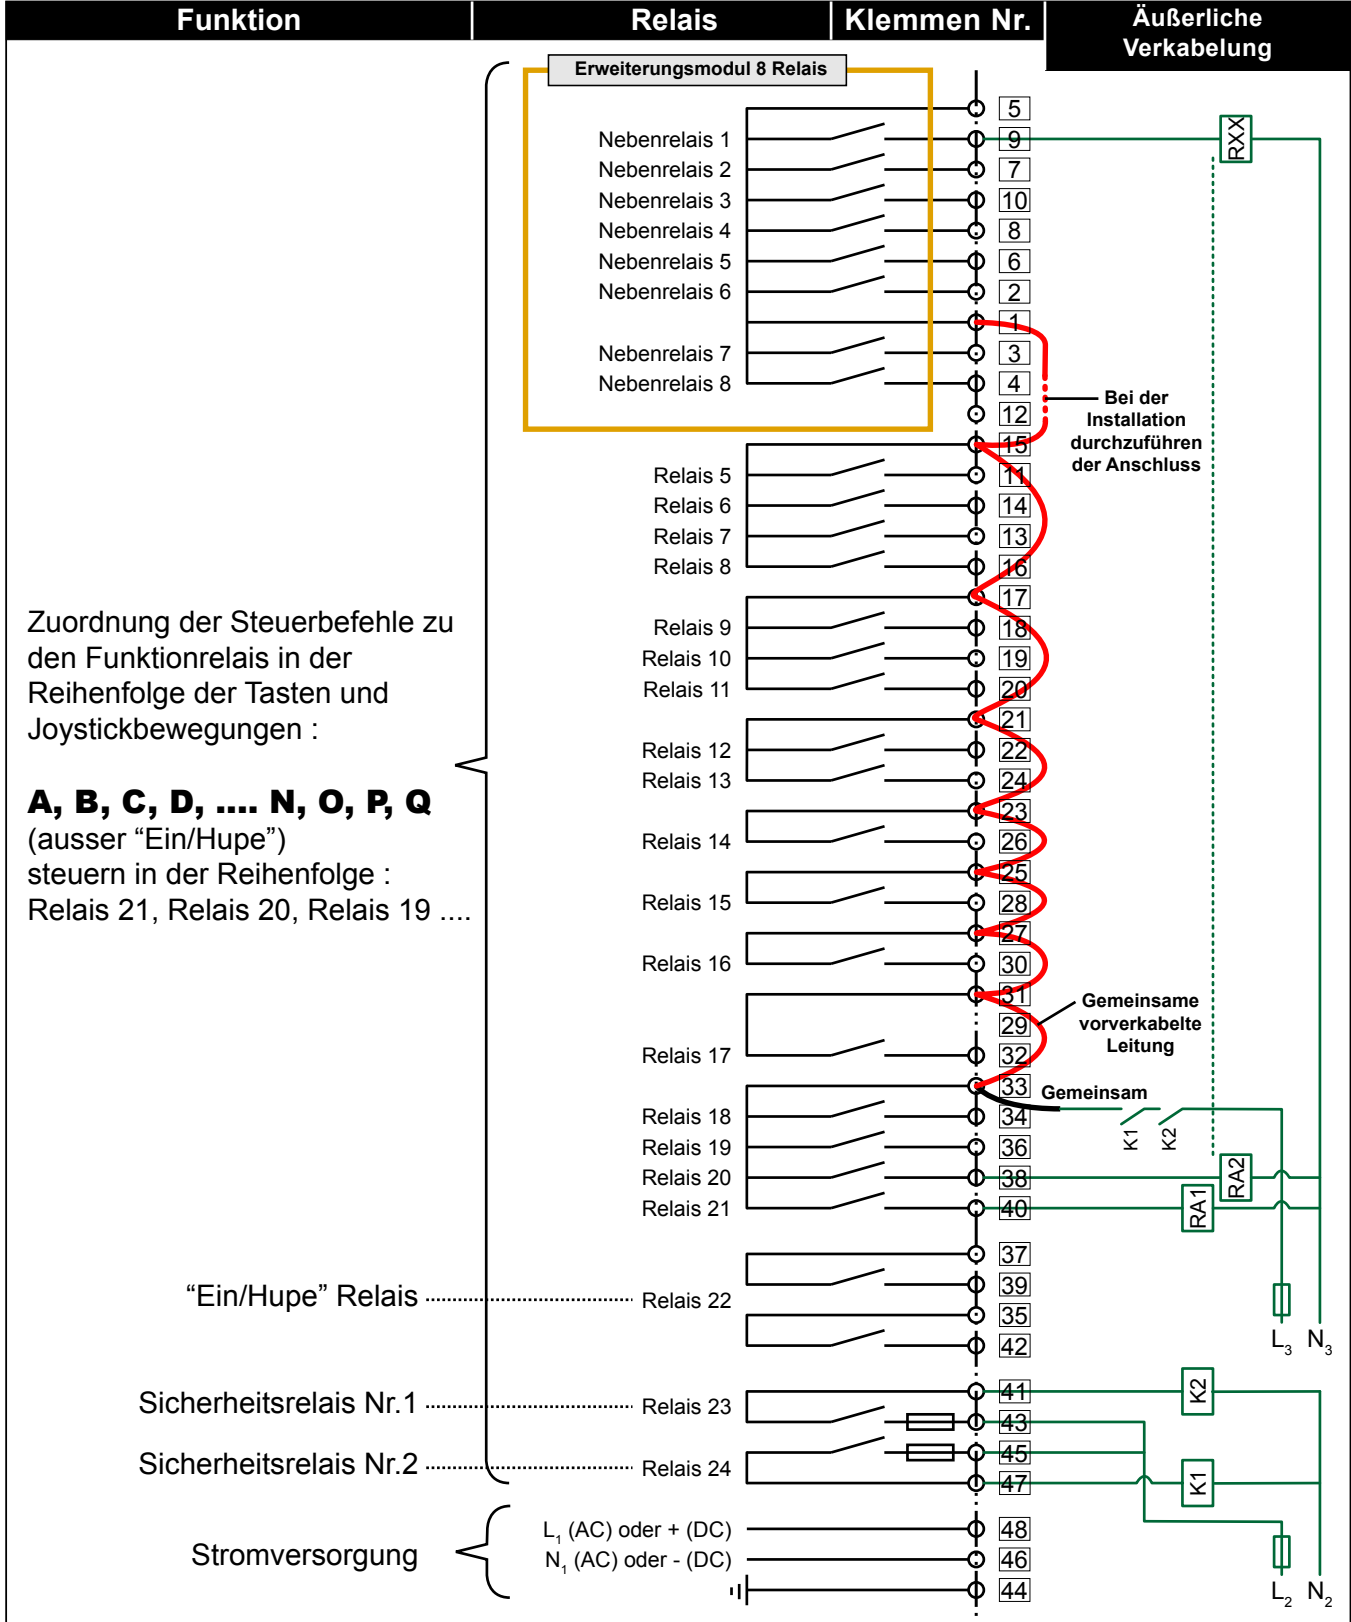 Funktion
Relais
Klemmen Nr.
Äußerliche
Verkabelung
Erweiterungsmodul 8 Relais
5
Nebenrelais 1
9
RXX
Nebenrelais 2
7
Nebenrelais 3
10
Nebenrelais 4
8
Nebenrelais 5
6
Nebenrelais 6
2
1
Nebenrelais 7
3
Nebenrelais 8
4
12
Bei der
Installation
durchzuführen
der Anschluss
15
Relais 5
11
Relais 6
14
Relais 7
13
Relais 8
16
17
Relais 9
18
Relais 10
19
Relais 11
20
21
Relais 12
22
Relais 13
24
23
Relais 14
26
25
Relais 15
28
27
Relais 16
30
31
29
Gemeinsame
vorverkabelte
Leitung
Relais 17
32
33
Gemeinsam
Relais 18
34
K1
K2
Relais 19
36
Relais 20
38
RA2
Relais 21
40
RA1
Zuordnung der Steuerbefehle zu
den Funktionrelais in der
Reihenfolge der Tasten und
Joystickbewegungen :
A, B, C, D, .... N, O, P, Q
(ausser “Ein/Hupe”)
steuern in der Reihenfolge :
Relais 21, Relais 20, Relais 19 ....
37
39
“Ein/Hupe” Relais
Relais 22
35
42
L3 N3
41
K2
Sicherheitsrelais Nr.1
Relais 23
43
45
Sicherheitsrelais Nr.2
Relais 24
47
K1
Stromversorgung
L1 (AC) oder + (DC)
48
N1 (AC) oder - (DC)
46
44
L2 N2